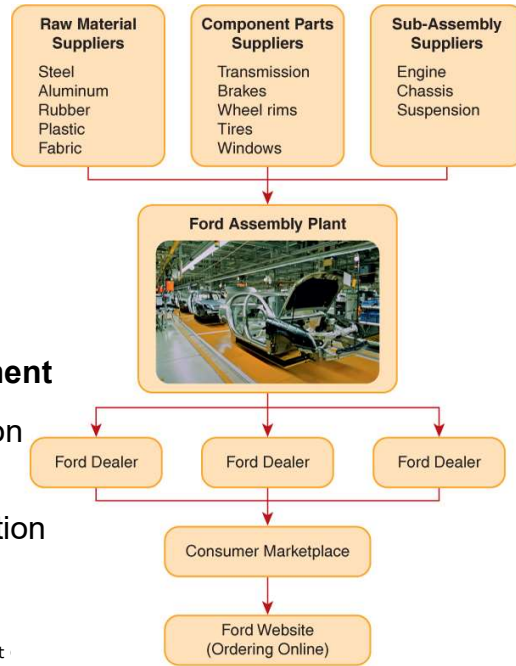 Raw Material
Suppliers
Steel
Aluminum
Rubber
Plastic
Fabric
Component Parts
Suppliers
Transmission
Brakes
Wheel rims
Tires
Windows
Sub-Assembly
Suppliers
Engine
Chassis
Suspension
Ford Assembly Plant
nent
on
tion
t
Ford Dealer
Ford Dealer
Ford Dealer
Consumer Marketplace
Ford Website
(Ordering Online)